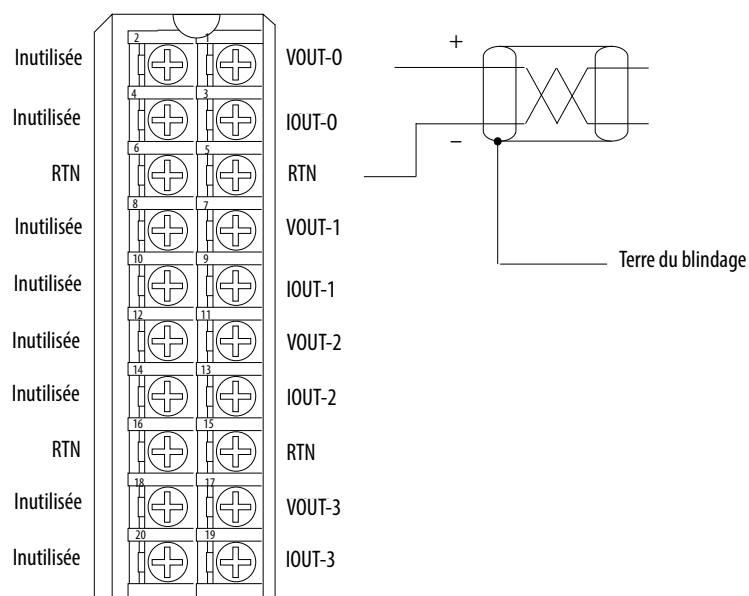 2 1
Inutilisée VOUT-0 +
4 3
Inutilisée IOUT-0
6 5 –
RTN RTN
8 7
Inutilisée VOUT-1
10 9
Terre du blindage
Inutilisée IOUT-1
12 11
Inutilisée VOUT-2
14 13
Inutilisée IOUT-2
16 15
RTN RTN
18 17
Inutilisée VOUT-3
20 19
Inutilisée IOUT-3